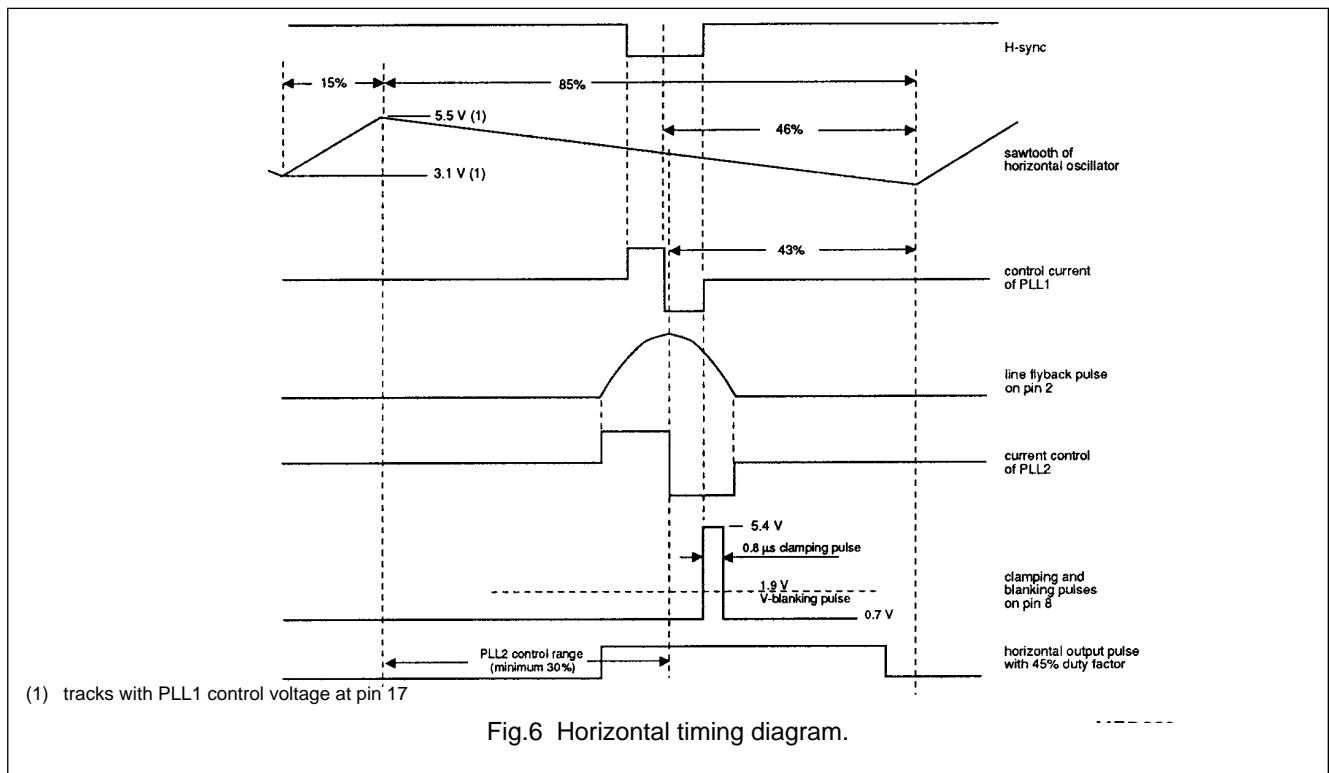 H-sync
15%
85%
5.5 V (1)
46%
sawtooth of
horizontal oscillator
3.1 V (1)
43%
control current
of PLL1
line flyback pulse
on pin 2
current control
of PLL2
5.4 V
0.8 µs clamping pulse
1.9 V
V-blanking pulse
clamping and
blanking pulses
on pin 8
0.7 V
PLL2 control range
(minimum 30%)
horizontal output pulse
with 45% duty factor
(1) tracks with PLL1 control voltage at pin 17
Fig.6 Horizontal timing diagram.